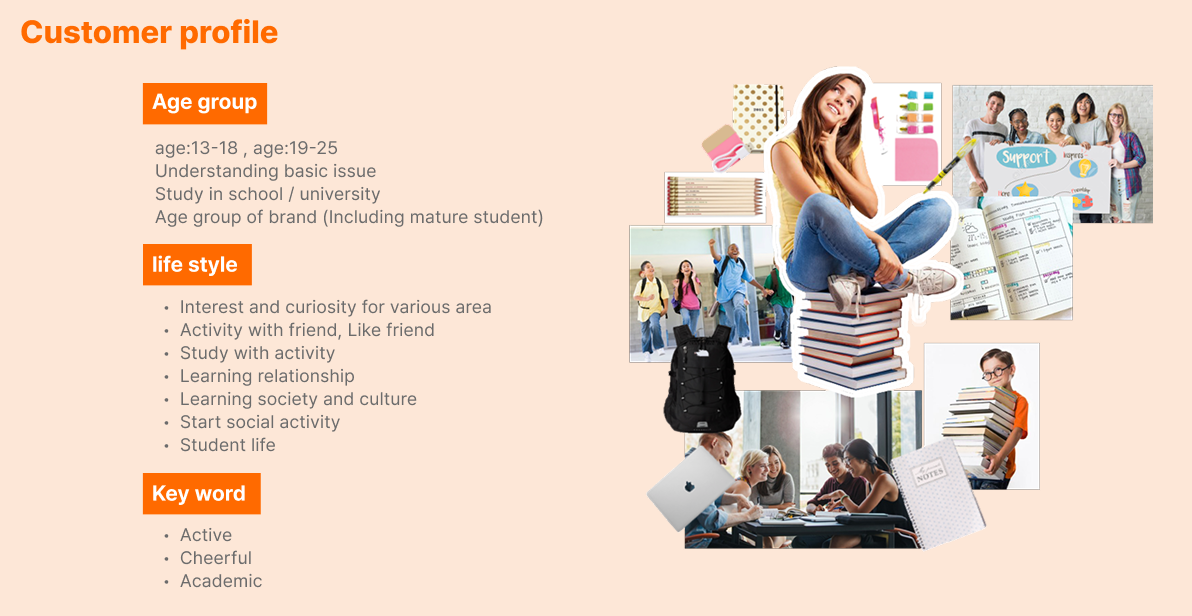 Customer profile
Age group
age:13-18 , age:19-25
Understanding basic issue
Study in school / university
Age group of brand (Including mature student)
life style
• Interest and curiosity for various area
• Activity with friend, Like friend
• Study with activity
• Learning relationship
• Learning society and culture
• Start social activity
• Student life
Key word
• Active
• Cheerful
• Academic
Support
NOTES